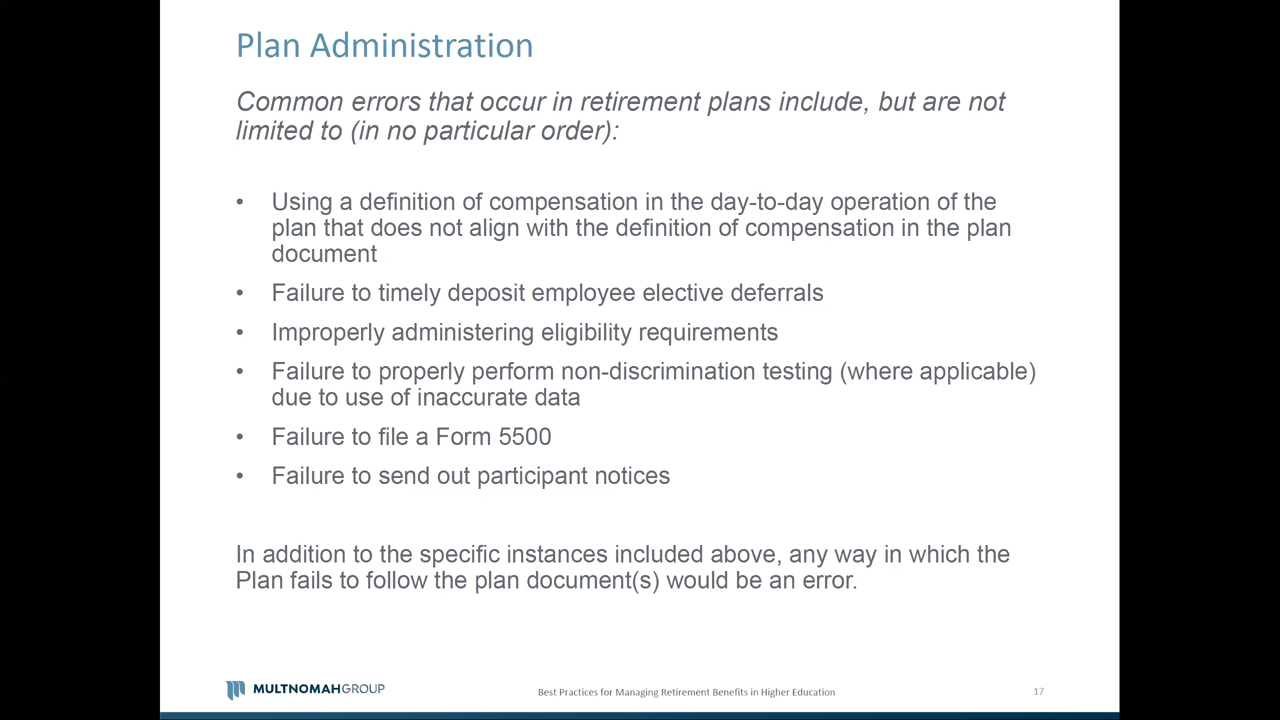 Plan Administration
Common errors that occur in retirement plans include, but are not
limited to (in no particular order):
• Using a definition of compensation in the day-to-day operation of the
plan that does not align with the definition of compensation in the plan
document
• Failure to timely deposit employee elective deferrals
• Improperly administering eligibility requirements
• Failure to properly perform non-discrimination testing (where applicable)
due to use of inaccurate data
• Failure to file a Form 5500
• Failure to send out participant notices
In addition to the specific instances included above, any way in which the
Plan fails to follow the plan document(s) would be an error.
MULTNOMAHGROUP
Best Practices for Managing Retirement Benefits in Higher Education
17